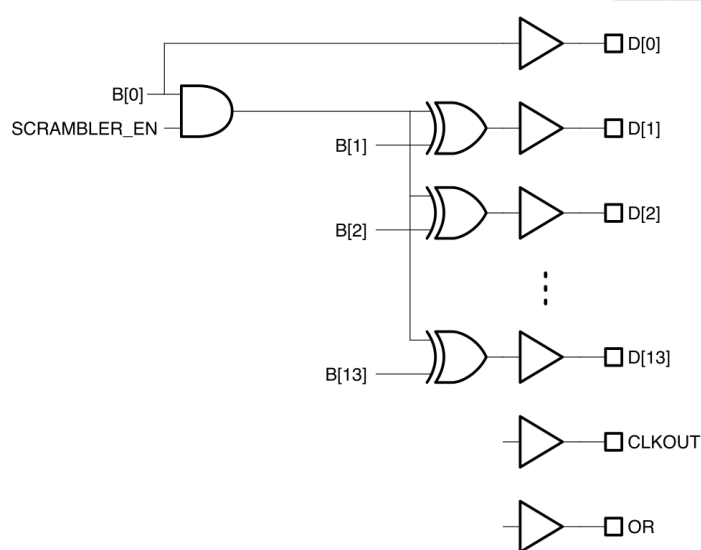 D[0]
B[0]
SCRAMBLER_EN
D[1]
B[1]
D[2]
B[2]
D[13]
B[13]
CLKOUT
OR